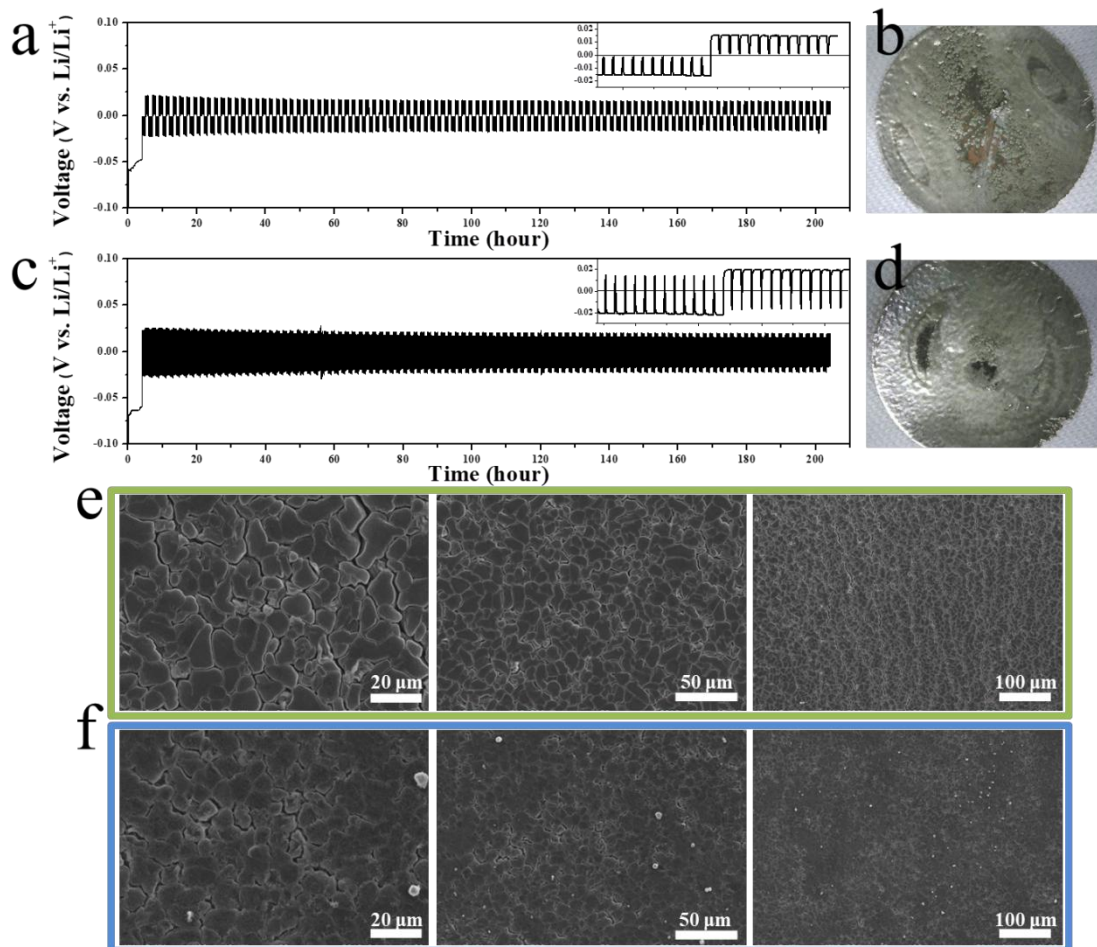 a
0.10
0.05
0.00
-0.05
-0.10
Voltage (V vs. Li/Li+)
0.02
0.01
0.00
-0.01
-0.02
0 20 40 60 80 100 120 140 160 180 200
Time (hour)
b
c
0.10
0.05
0.00
-0.05
-0.10
Voltage (V vs. Li/Li+)
0.02
0.00
-0.02
0 20 40 60 80 100 120 140 160 180 200
Time (hour)
d
e
20 μm
50 μm
100 μm
f
20 μm
50 μm
100 μm